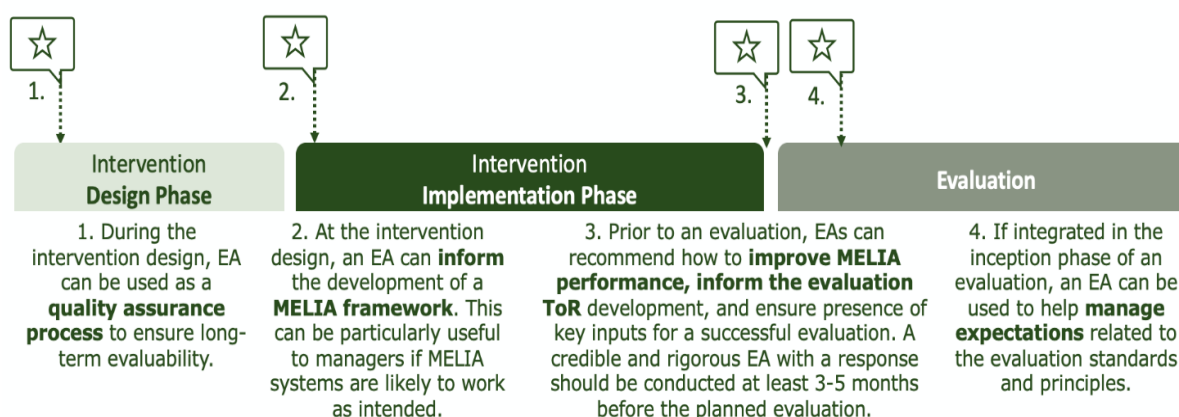 1.
2.
3.
4.
Intervention
Design Phase
Intervention
Implementation Phase
Evaluation
1. During the
intervention design, EA
can be used as a
quality assurance
process to ensure long-
term evaluability.
2. At the intervention
design, an EA can inform
the development of a
MELIA framework. This
can be particularly useful
to managers if MELIA
systems are likely to work
as intended.
3. Prior to an evaluation, EAs can
recommend how to improve MELIA
performance, inform the evaluation
ToR development, and ensure presence of
key inputs for a successful evaluation. A
credible and rigorous EA with a response
should be conducted at least 3-5 months
before the planned evaluation.
4. If integrated in the
inception phase of an
evaluation, an EA can be
used to help manage
expectations related to
the evaluation standards
and principles.